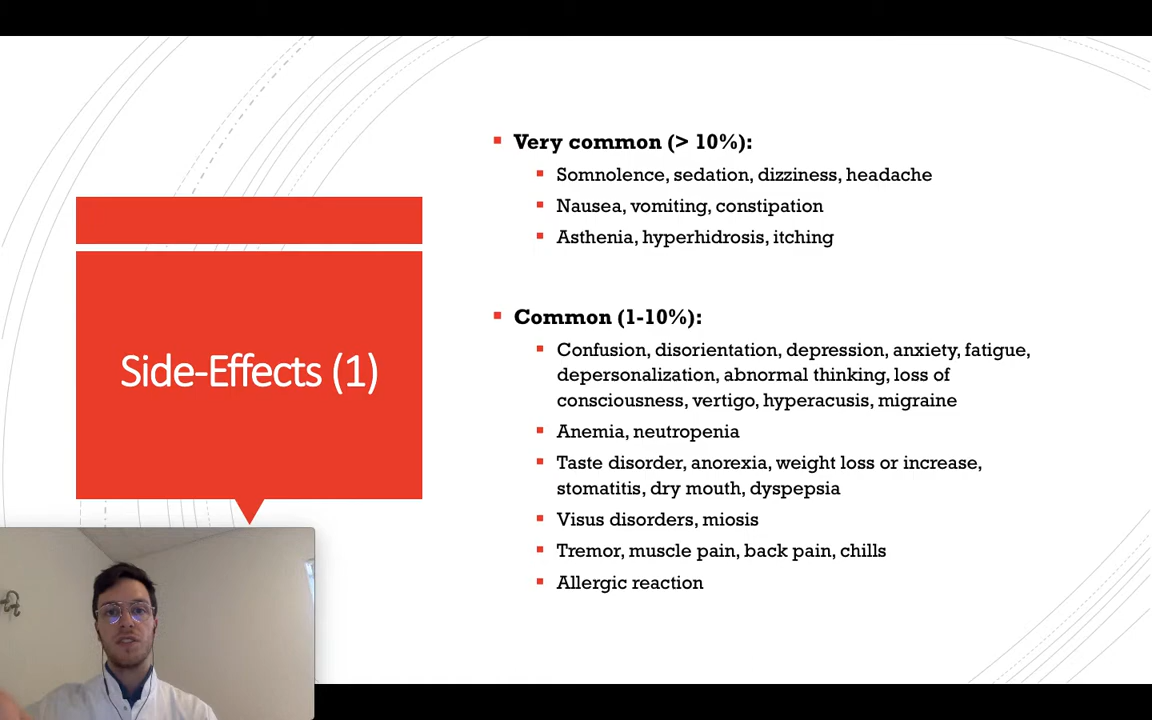 Side-Effects (1)
Very common (> 10%):
Somnolence, sedation, dizziness, headache
Nausea, vomiting, constipation
Asthenia, hyperhidrosis, itching
Common (1-10%):
Confusion, disorientation, depression, anxiety, fatigue,
depersonalization, abnormal thinking, loss of
consciousness, vertigo, hyperacusis, migraine
Anemia, neutropenia
Taste disorder, anorexia, weight loss or increase,
stomatitis, dry mouth, dyspepsia
Visus disorders, miosis
Tremor, muscle pain, back pain, chills
Allergic reaction